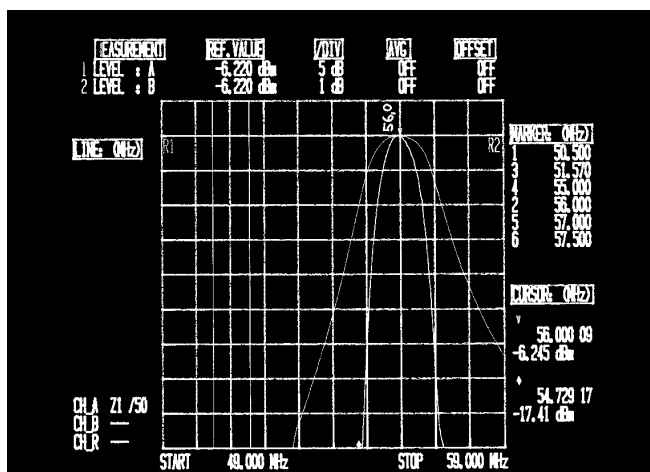 MEASUREMENT REF.VALUE /DIV AVG OFFSET
1 LEVEL : A -6.220 dBm 5 dB OFF OFF
2 LEVEL : B -6.220 dBm 1 dB OFF OFF
56,0
LINE: (MHz)
R1
R2
MARKER: (MHz)
1 50.500
3 51.570
4 55.000
2 56.000
5 57.000
6 57.500
CURSOR: (MHz)
56.000 09
-6.245 dBm
54.729 17
-17.41 dBm
CH_A Z1 /50
CH_B —
CH_R —
START 49.000 MHz STOP 59.000 MHz